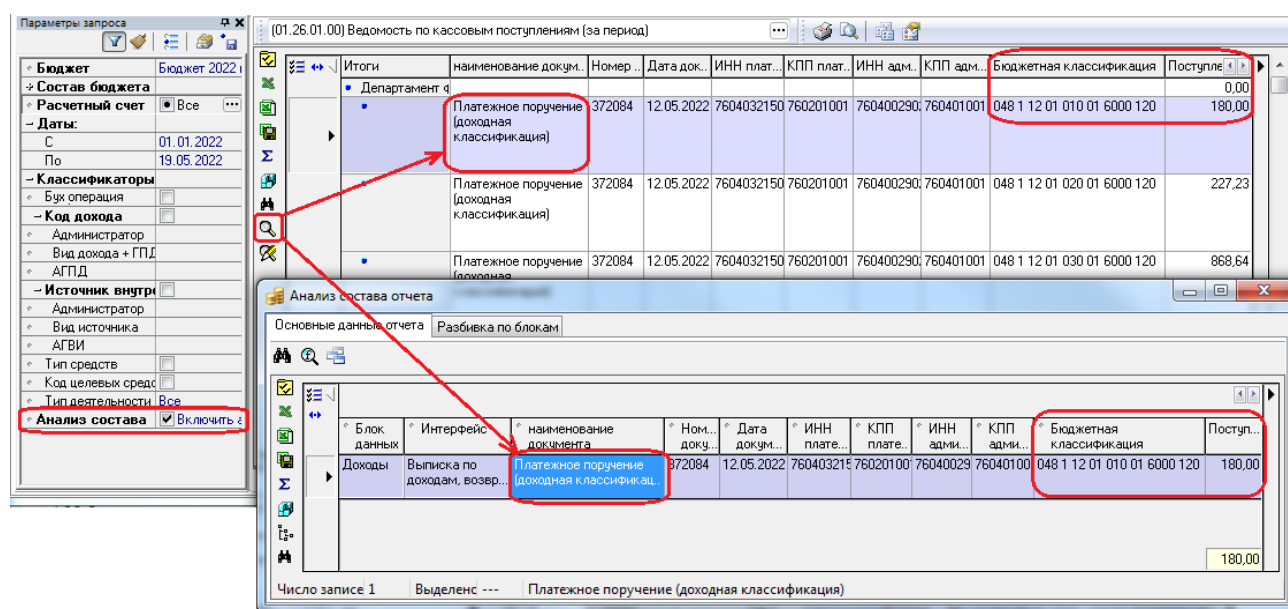 Параметры запроса
Бюджет Бюджет 2022
Состав бюджета
Расчетный счет Все
Даты:
С 01.01.2022
По 19.05.2022
Классификаторы
Бух операция
Код дохода
Администратор
Вид дохода + ГПД
АГПД
Источник внутр
Администратор
Вид источника
АГВИ
Тип средств
Код целевых средс
Тип деятельности Все
Анализ состава Включить а
(01.26.01.00) Ведомость по кассовым поступлениям (за период)
Итоги наименование докум.. Номер .. Дата док.. ИНН плат.. КПП плат.. ИНН адм.. КПП адм.. Бюджетная классификация Поступле
Департамент ф 0,00
Платежное поручение (доходная классификация) 372084 12.05.2022 7604032150 760201001 760400290 760401001 048 1 12 01 010 01 6000 120 180,00
Платежное поручение (доходная классификация) 372084 12.05.2022 7604032150 760201001 760400290 760401001 048 1 12 01 020 01 6000 120 227,23
Платежное поручение (доходная 372084 12.05.2022 7604032150 760201001 760400290 760401001 048 1 12 01 030 01 6000 120 868,64
Анализ состава отчета
Основные данные отчета Разбивка по блокам
Блок данных Интерфейс наименование документа Ном... доку... Дата докум... ИНН плате... КПП плате... ИНН адми... КПП адми... Бюджетная классификация Поступ...
Доходы Выписка по доходам, возвр... Платежное поручение (доходная классификац... 372084 12.05.2022 760403215 76020100 76040029 76040100 048 1 12 01 010 01 6000 120 180,00
180,00
Число записе 1 Выделенс --- Платежное поручение (доходная классификация)